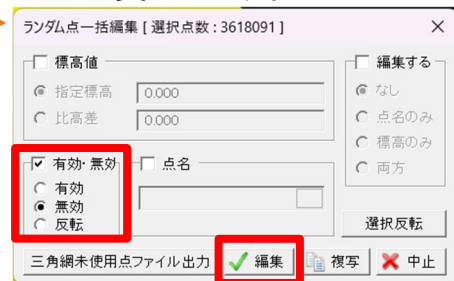 ランダム点一括編集 [ 選択点数 : 3618091 ]
標高値
指定標高 0.000
比高差 0.000
編集する
なし
点名のみ
標高のみ
両方
有効・無効
有効
無効
反転
点名
選択反転
三角網未使用点ファイル出力 編集 複写 中止